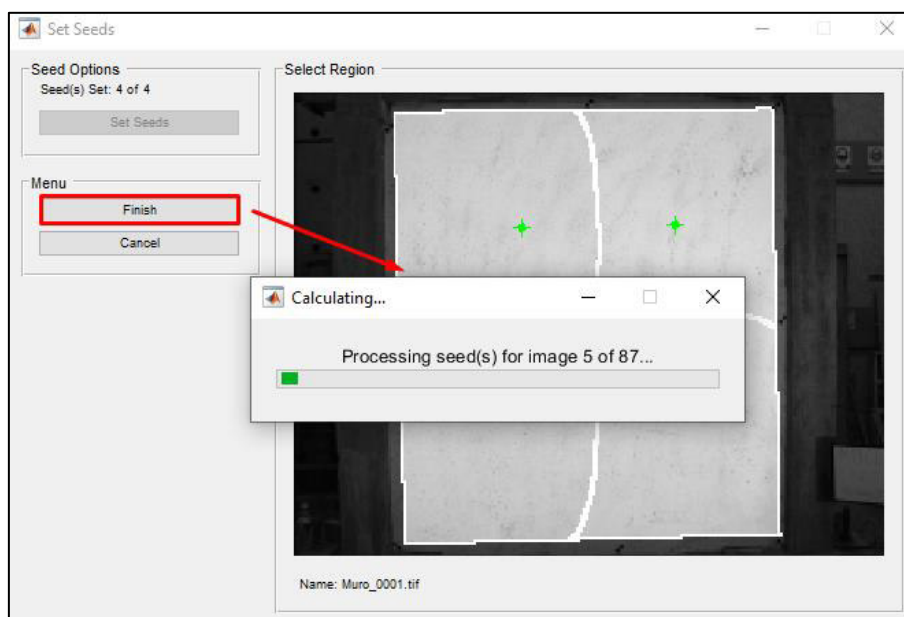 Set Seeds
Seed Options
Seed(s) Set: 4 of 4
Set Seeds
Menu
Finish
Cancel
Select Region
Calculating...
Processing seed(s) for image 5 of 87...
Name: Muro_0001.tif